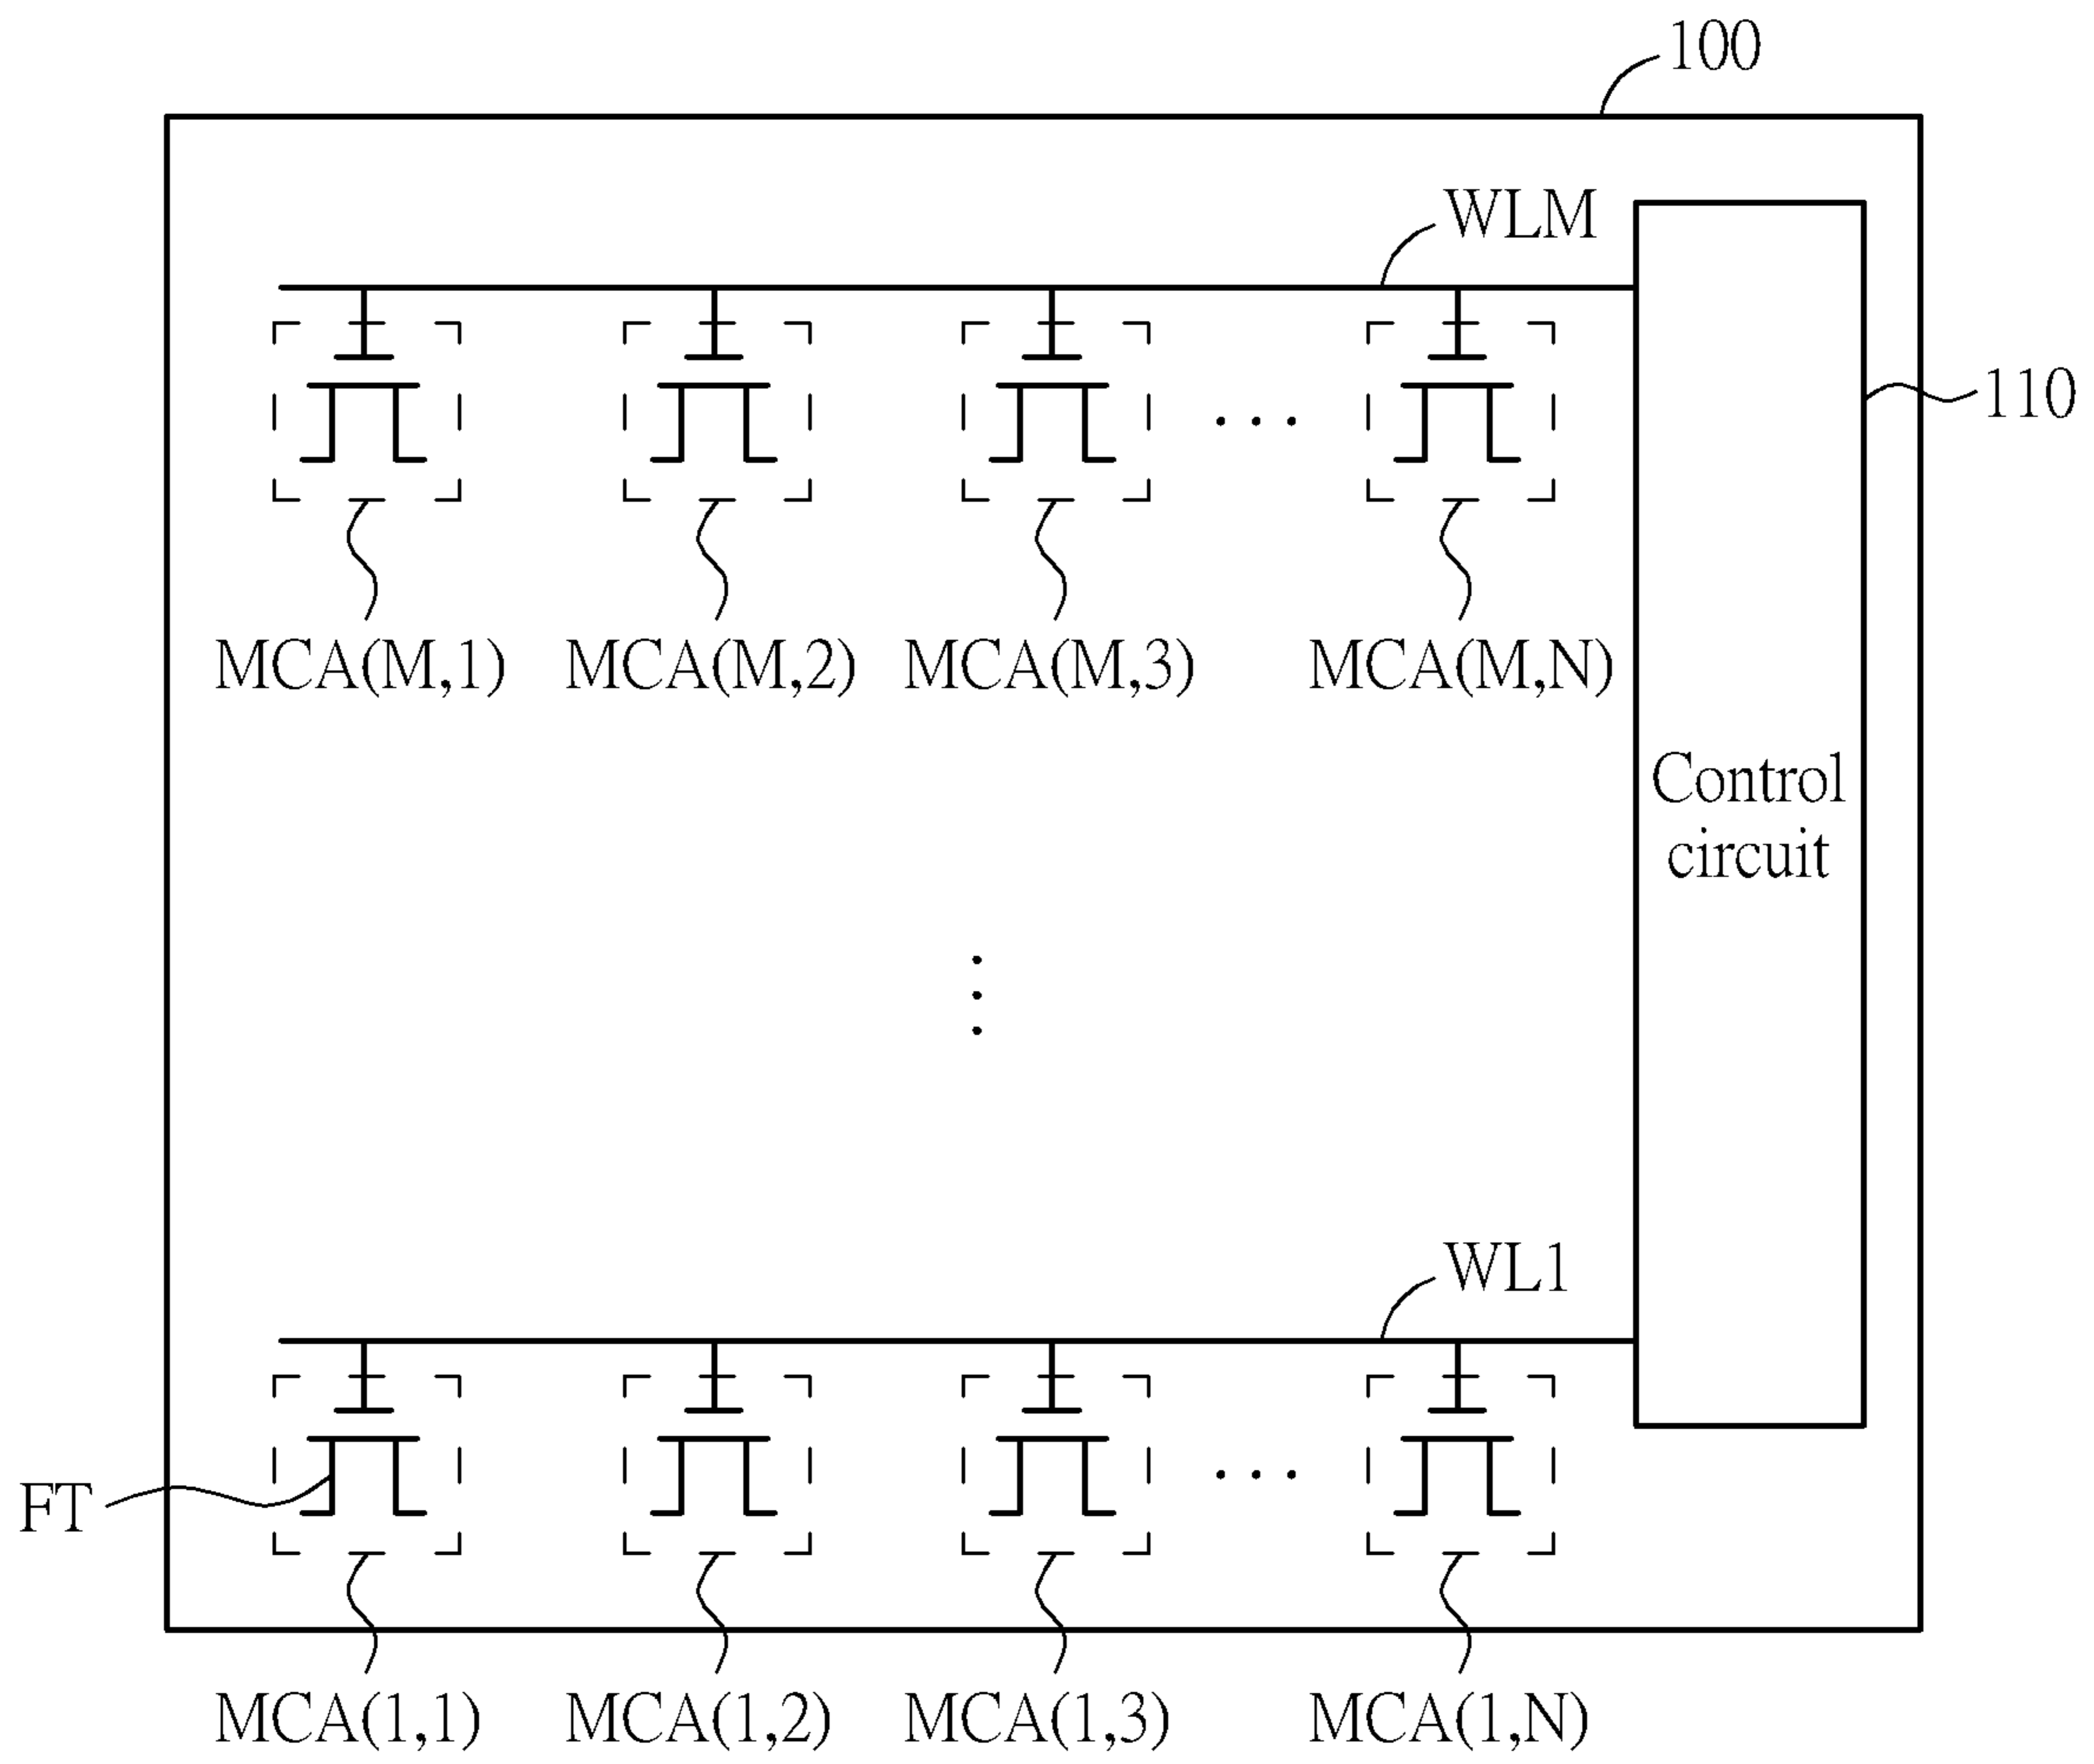 100
WLM
110
MCA(M,1) MCA(M,2) MCA(M,3) MCA(M,N)
Control
circuit
WL1
FT
MCA(1,1) MCA(1,2) MCA(1,3) MCA(1,N)